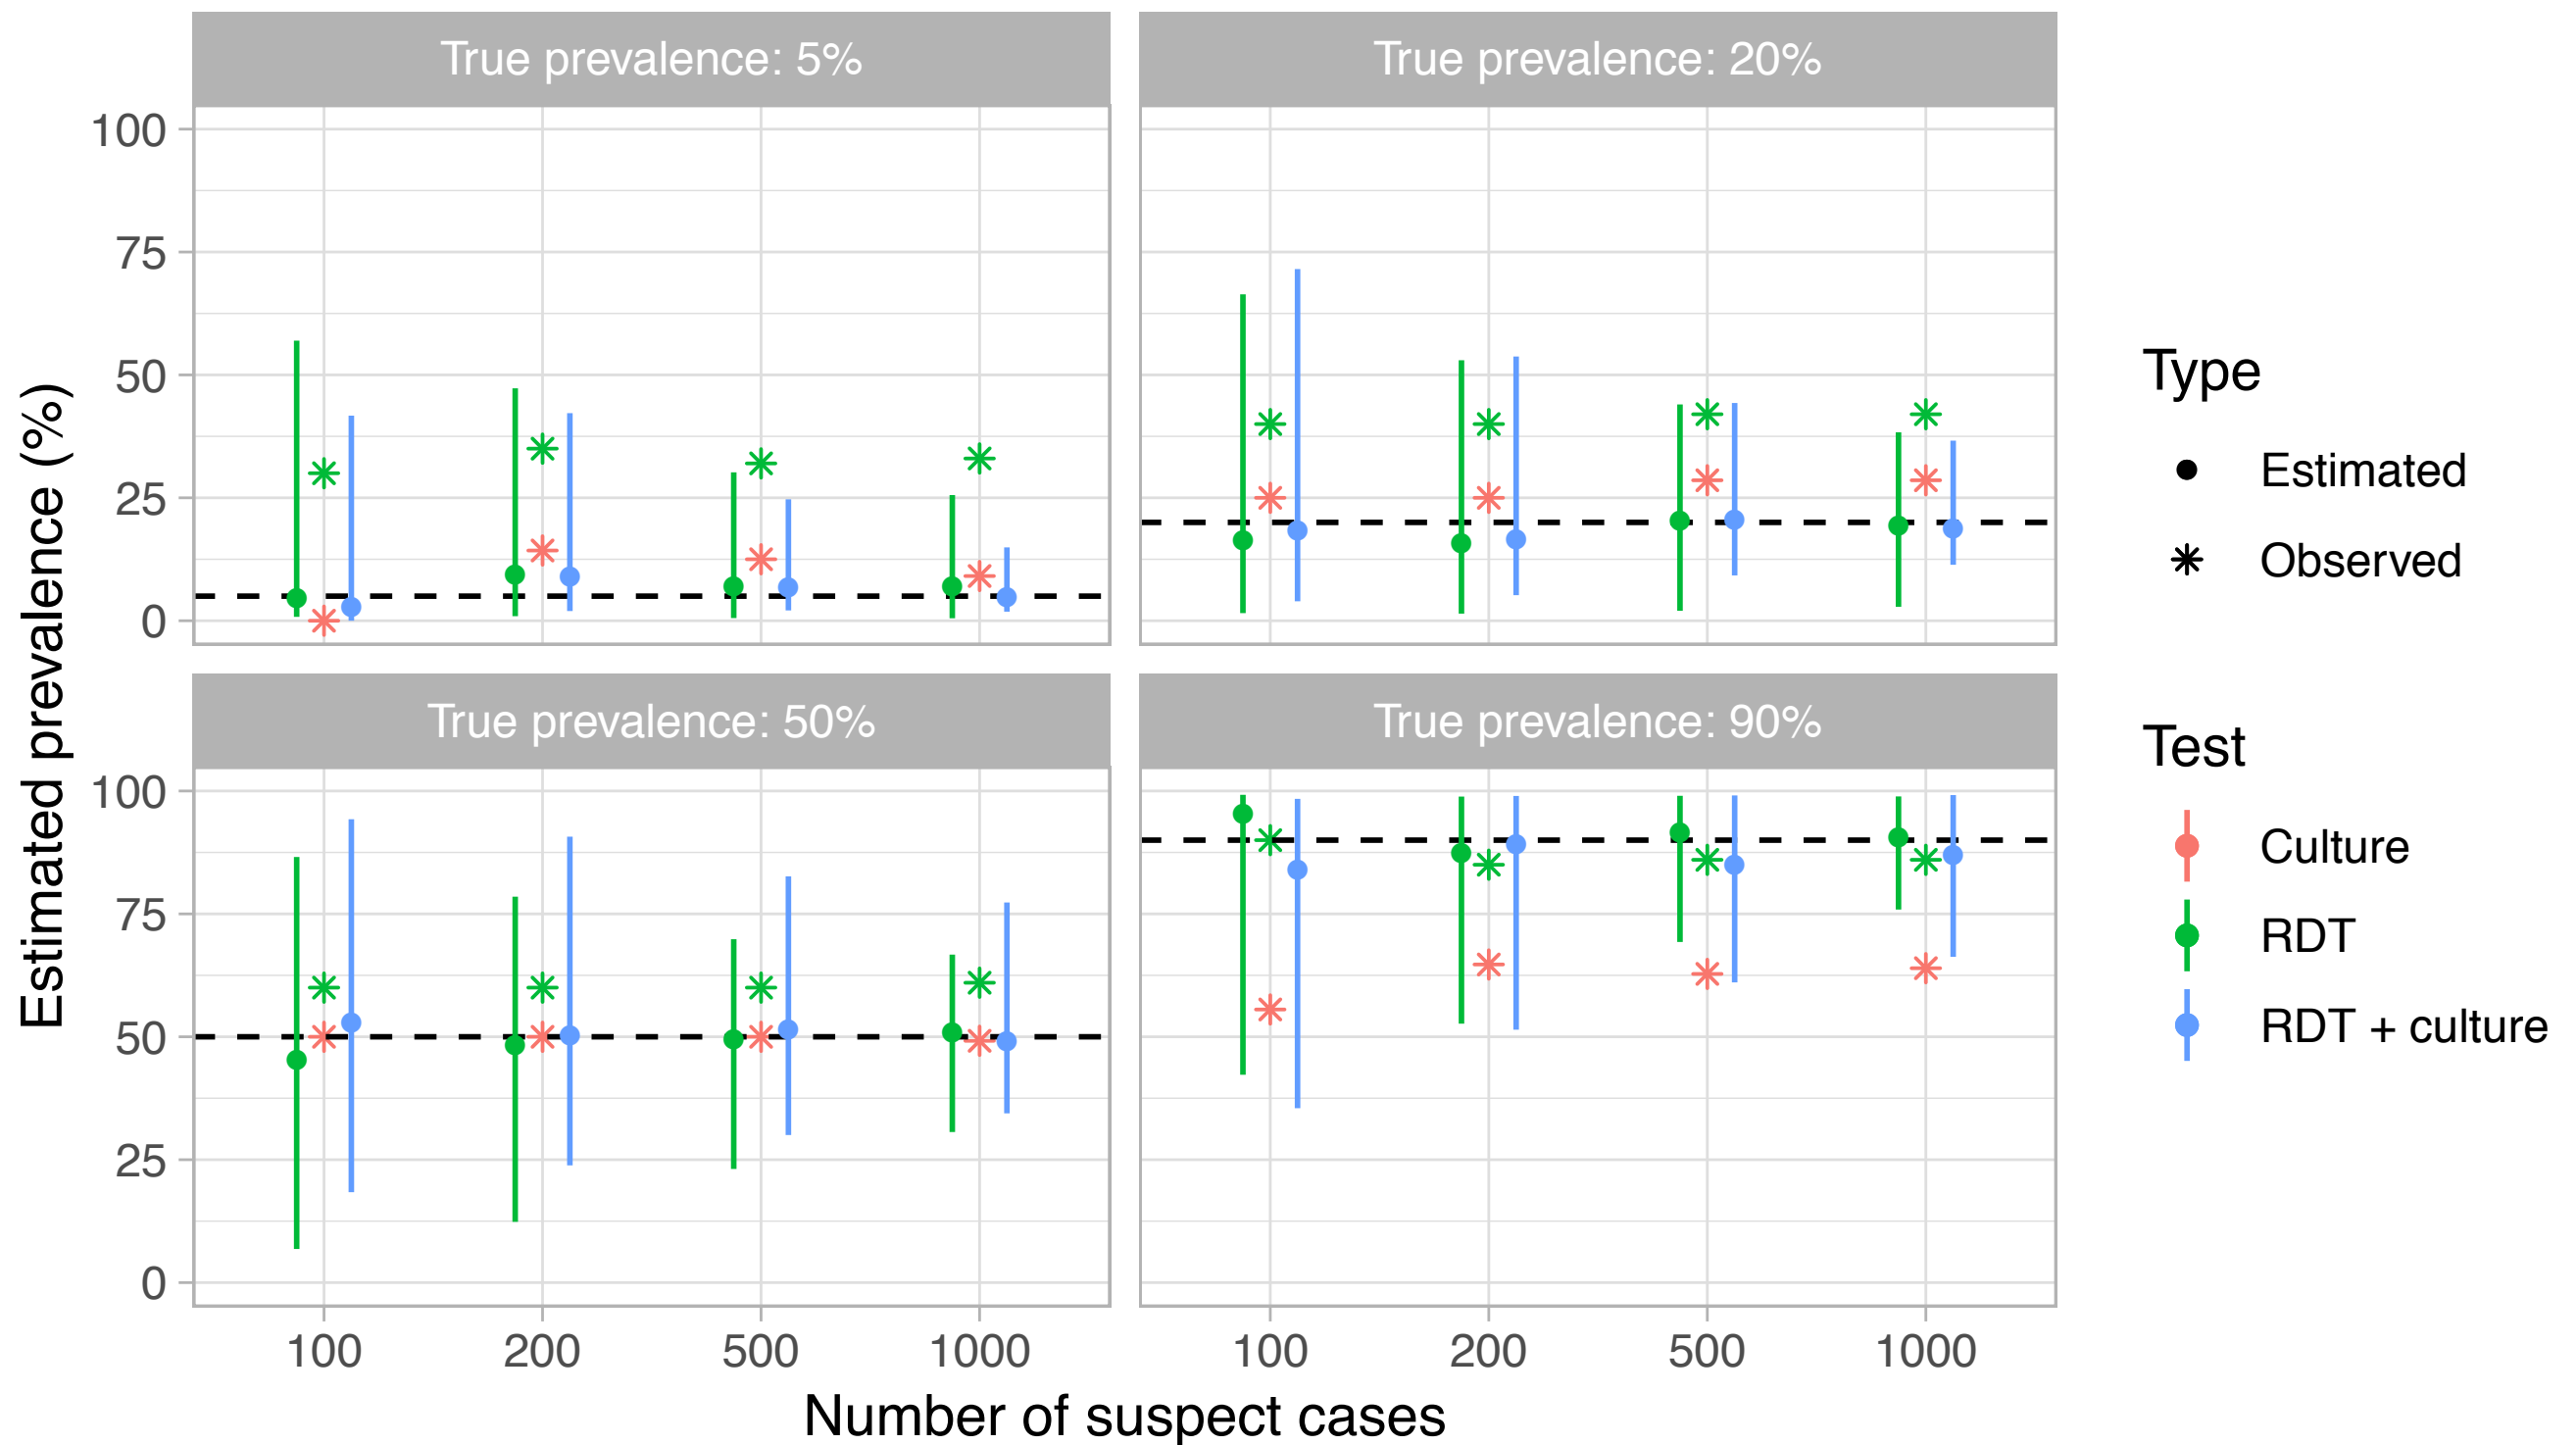 True prevalence: 5%
True prevalence: 20%
100
75
50
25
0
True prevalence: 50%
True prevalence: 90%
100
75
50
25
0
100 200 500 1000
100 200 500 1000
Number of suspect cases
Estimated prevalence (%)
Type
Estimated
Observed
Test
Culture
RDT
RDT + culture